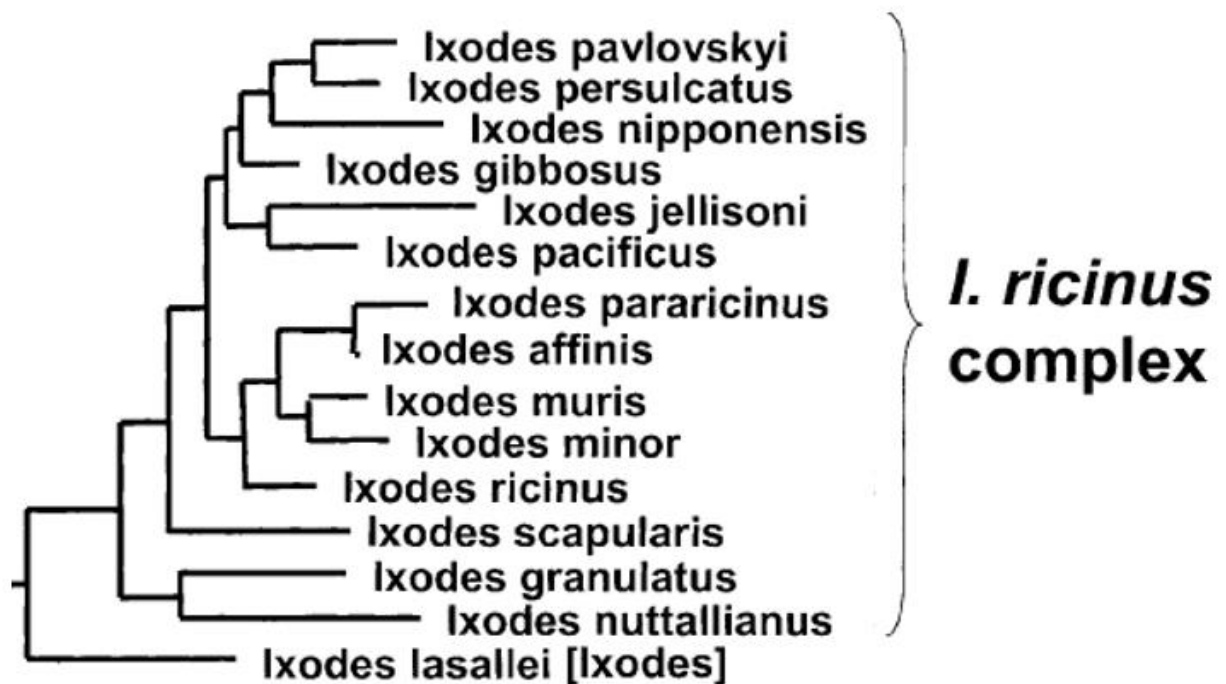 Ixodes pavlovskyi
Ixodes persulcatus
Ixodes nipponensis
Ixodes gibbosus
Ixodes jellisoni
Ixodes pacificus
Ixodes pararicinus
Ixodes affinis
Ixodes muris
Ixodes minor
Ixodes ricinus
Ixodes scapularis
Ixodes granulatus
Ixodes nuttallianus
Ixodes lasallei [Ixodes]
I. ricinus
complex